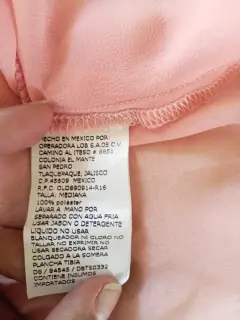 HECHO EN MEXICO POR:
OPERADORA LOB S.A DE C.V
CAMINO AL ITESO # 8851
COLONIA EL MANTE
SAN PEDRO
TLAQUEPAQUE, JALISCO
C.P. 45609 MEXICO
R.F.C. OLO890914-R16
TALLA: MEDIANA
100% poliester
LAVAR A MANO POR
SEPARADO CON AGUA FRIA
USAR JABON O DETERGENTE
LIQUIDO NO USAR
BLANQUEADOR NI CLORO NO
TALLAR NO EXPRIMIR NO
USAR SECADORA SECAR
COLGADO A LA SOMBRA
PLANCHA TIBIA
CONTIENE INSUMOS
IMPORTADOS